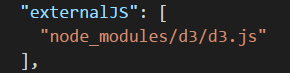 "externalJS": [
"node_modules/d3/d3.js"
],